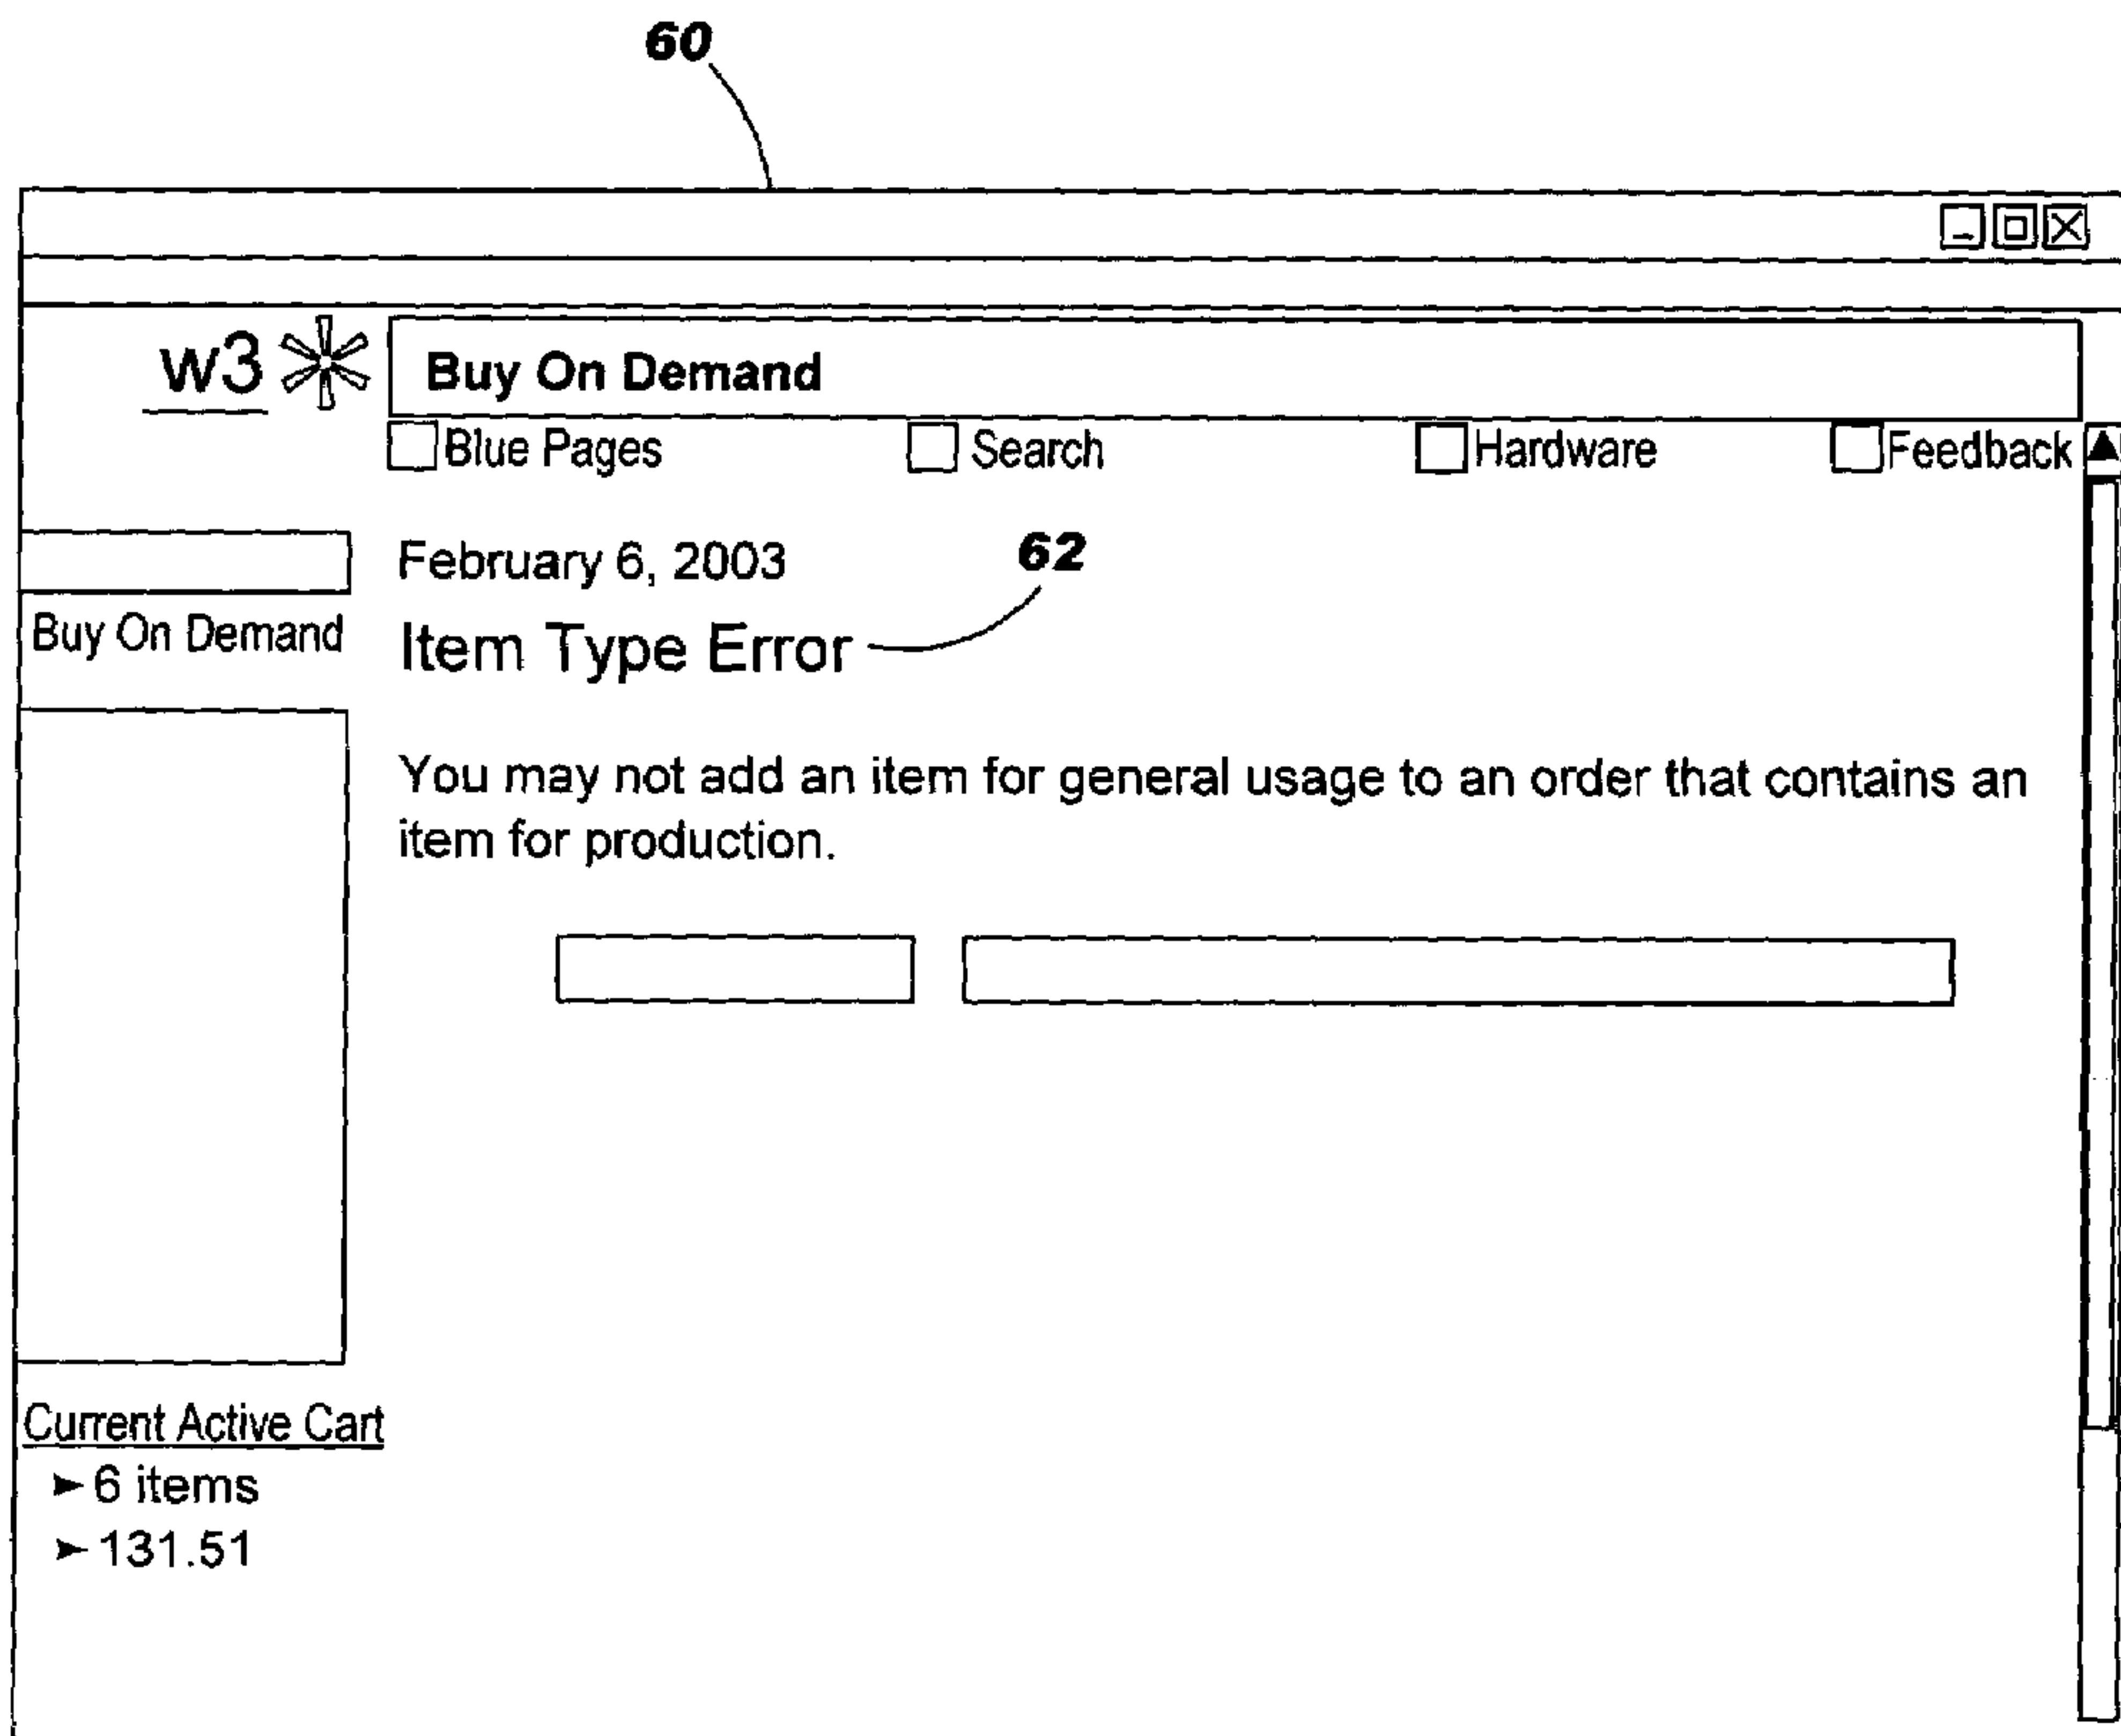 60
w3 Buy On Demand
Blue Pages Search Hardware Feedback
February 6, 2003 62
Buy On Demand Item Type Error
You may not add an item for general usage to an order that contains an
item for production.
Current Active Cart
6 items
131.51